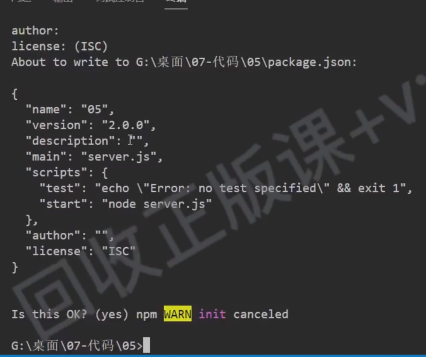 author:
license: (ISC)
About to write to G:\桌面\07-代码\05\package.json:
{
"name": "05",
"version": "2.0.0",
"description": "",
"main": "server.js",
"scripts": {
"test": "echo \"Error: no test specified\" && exit 1",
"start": "node server.js"
},
"author": "",
"license": "ISC"
}
Is this OK? (yes) npm WARN init canceled
G:\桌面\07-代码\05>
回收正版课+v: